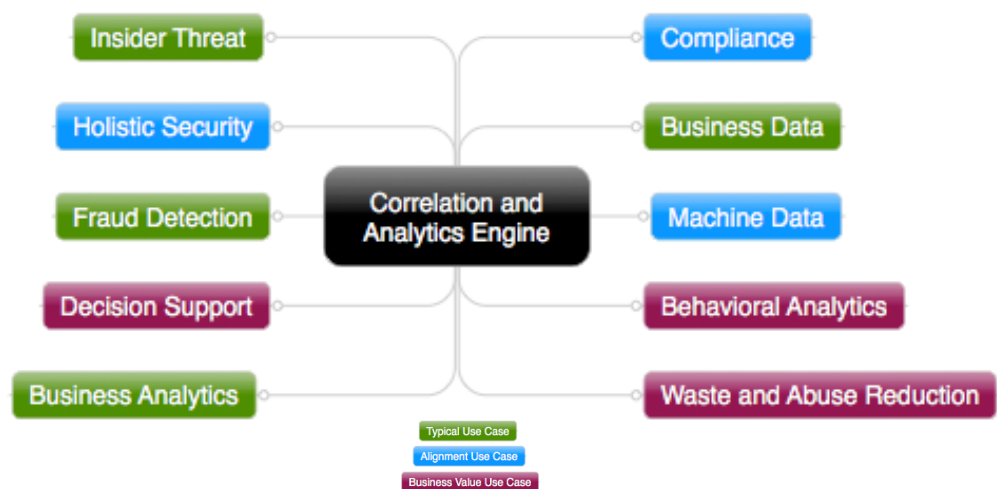 Insider Threat
Compliance
Holistic Security
Business Data
Correlation and
Analytics Engine
Fraud Detection
Machine Data
Decision Support
Behavioral Analytics
Business Analytics
Waste and Abuse Reduction
Typical Use Case
Alignment Use Case
Business Value Use Case